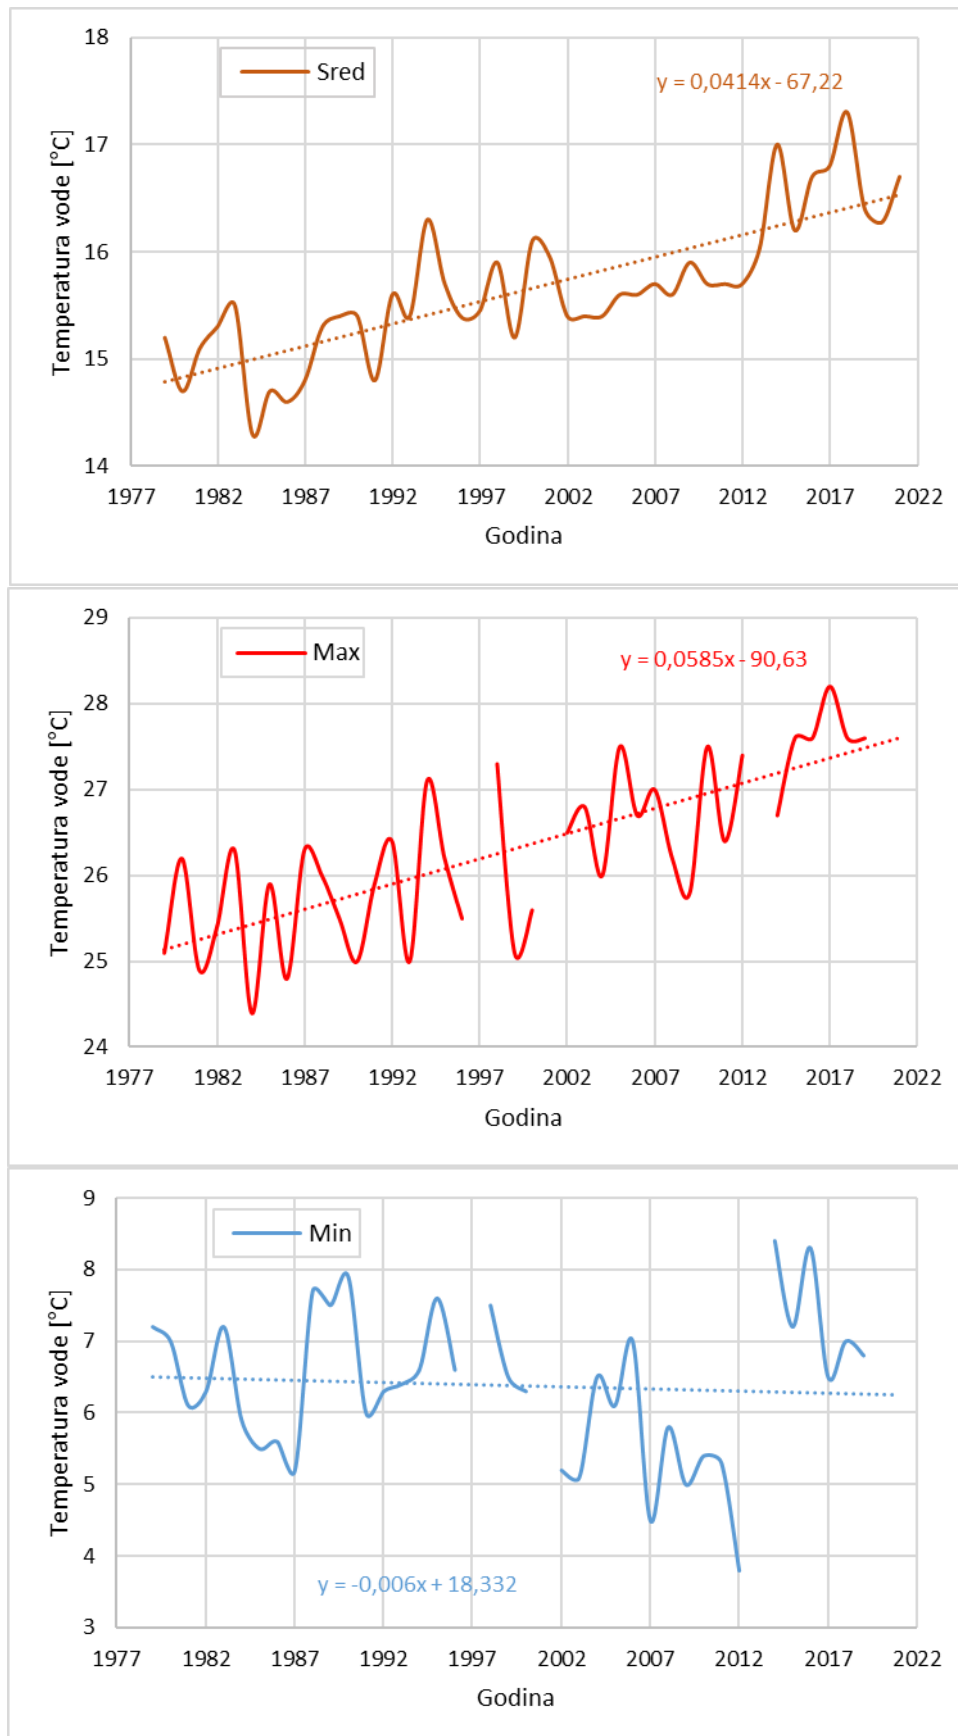 Sred
y = 0,0414x - 67,22
Temperatura vode [°C]
18
17
16
15
14
1977 1982 1987 1992 1997 2002 2007 2012 2017 2022
Godina
Max
y = 0,0585x - 90,63
Temperatura vode [°C]
29
28
27
26
25
24
1977 1982 1987 1992 1997 2002 2007 2012 2017 2022
Godina
Min
Temperatura vode [°C]
9
8
7
6
5
4
3
y = -0,006x + 18,332
1977 1982 1987 1992 1997 2002 2007 2012 2017 2022
Godina